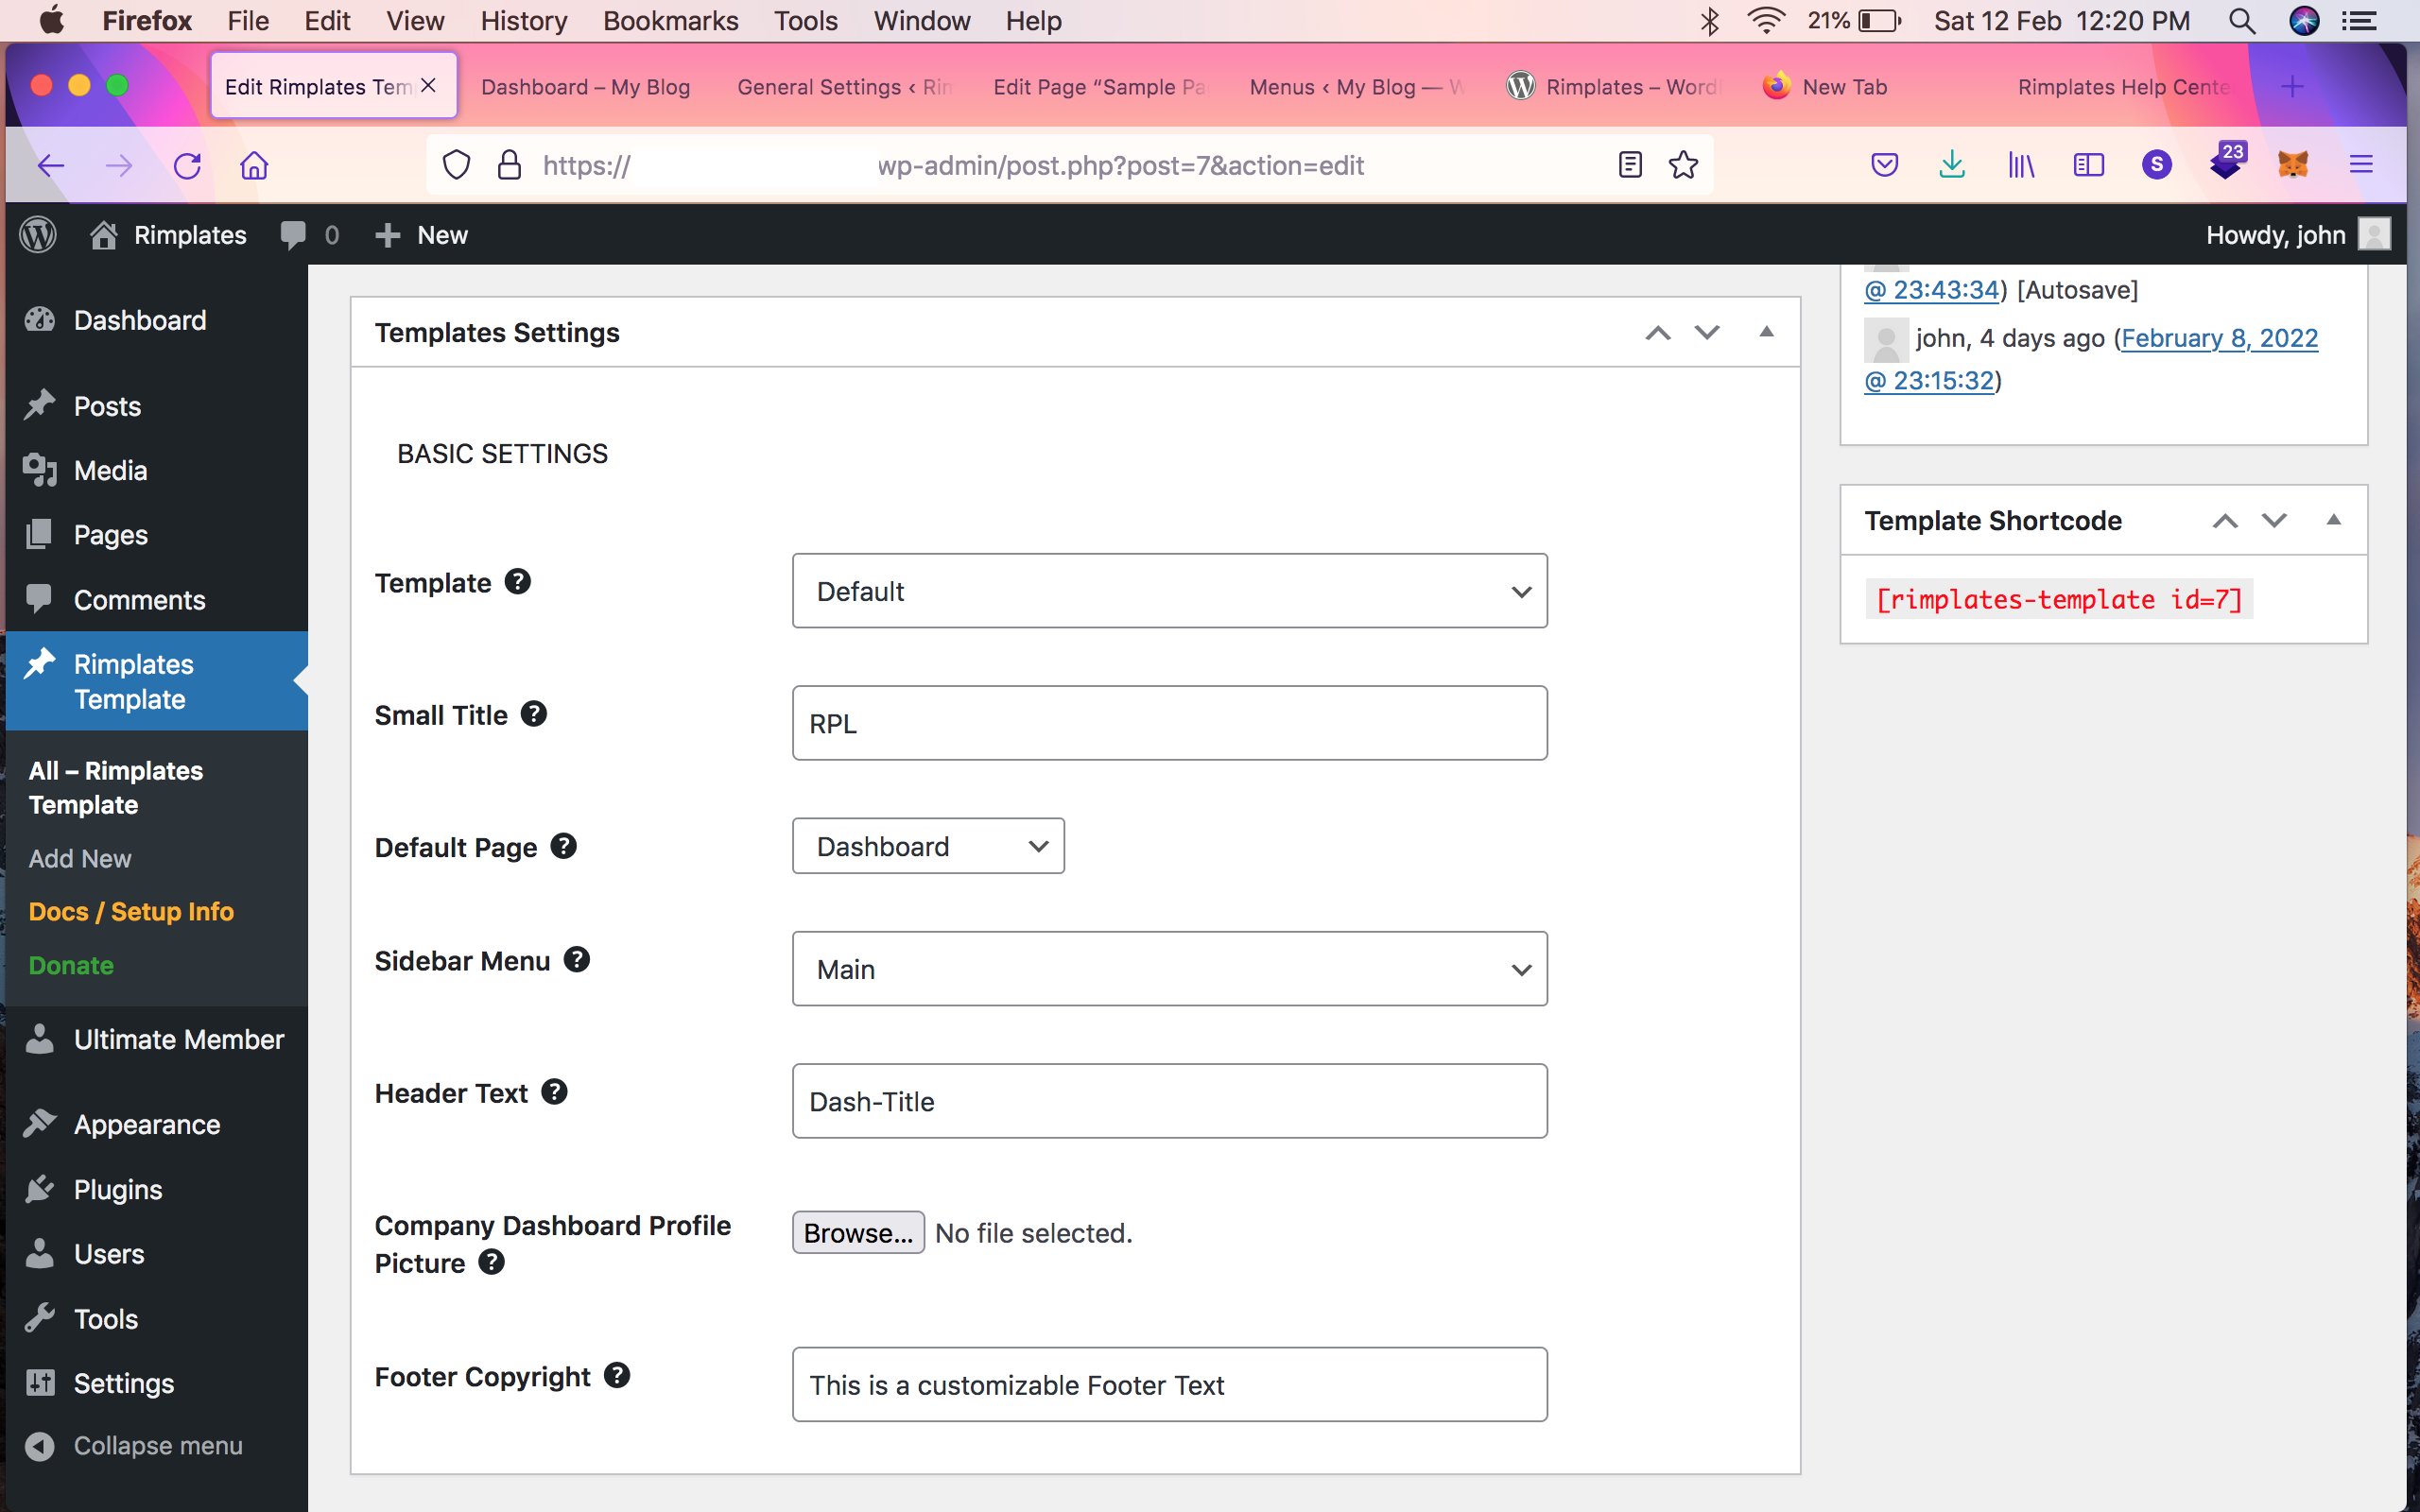 Firefox File Edit View History Bookmarks Tools Window Help 21% Sat 12 Feb 12:20 PM
Edit Rimplates Tem Dashboard – My Blog General Settings ‹ Rim Edit Page “Sample Pa Menus ‹ My Blog — W Rimplates – Word New Tab Rimplates Help Cente
https:// wp-admin/post.php?post=7&action=edit S 23
Rimplates 0 New Howdy, john
Dashboard
Posts
Media
Pages
Comments
Rimplates
Template
All – Rimplates
Template
Add New
Docs / Setup Info
Donate
Ultimate Member
Appearance
Plugins
Users
Tools
Settings
Collapse menu
Templates Settings
BASIC SETTINGS
Template ? Default
Small Title ? RPL
Default Page ? Dashboard
Sidebar Menu ? Main
Header Text ? Dash-Title
Company Dashboard Profile
Picture ? Browse... No file selected.
Footer Copyright ? This is a customizable Footer Text
@ 23:43:34) [Autosave]
john, 4 days ago (February 8, 2022
@ 23:15:32)
Template Shortcode
[rimplates-template id=7]